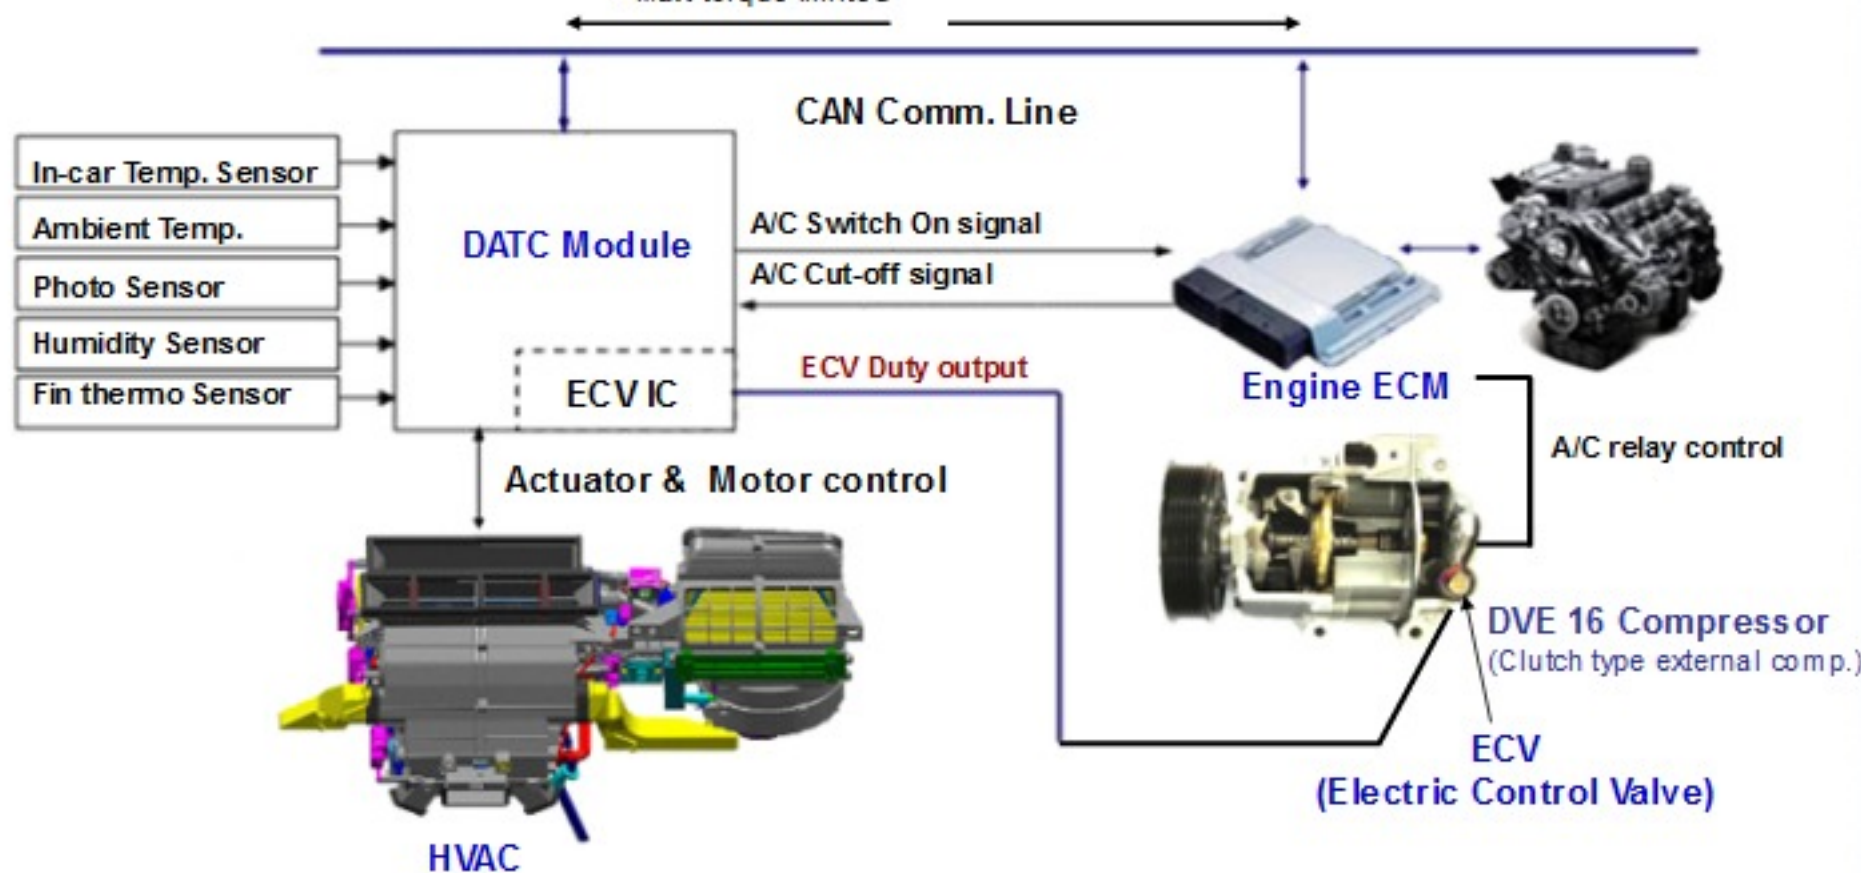 CAN Comm. Line
In-car Temp. Sensor
Ambient Temp.
Photo Sensor
Humidity Sensor
Fin thermo Sensor
DATC Module
ECV IC
A/C Switch On signal
A/C Cut-off signal
ECV Duty output
Engine ECM
A/C relay control
Actuator & Motor control
DVE 16 Compressor
(Clutch type external comp.)
ECV
(Electric Control Valve)
HVAC